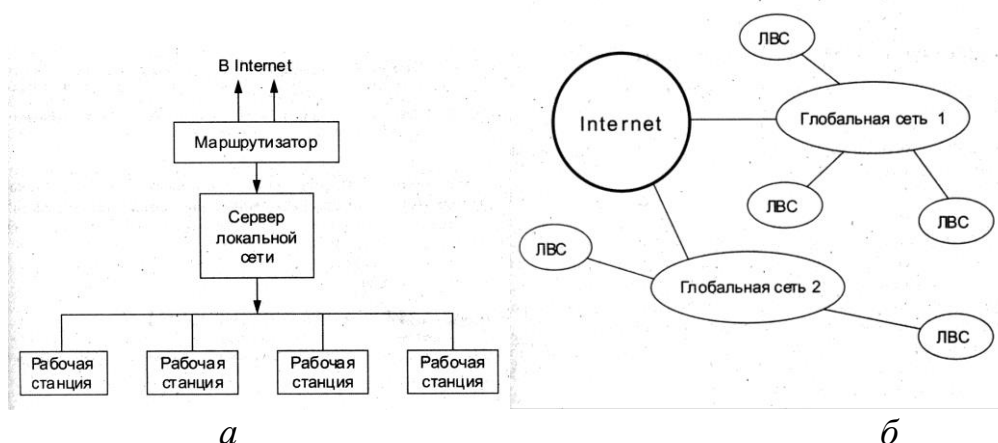 В Internet
Маршрутизатор
Сервер
локальной
сети
Рабочая
станция
Рабочая
станция
Рабочая
станция
Рабочая
станция
а
ЛВС
Internet
Глобальная сеть 1
ЛВС
ЛВС
ЛВС
Глобальная сеть 2
ЛВС
б